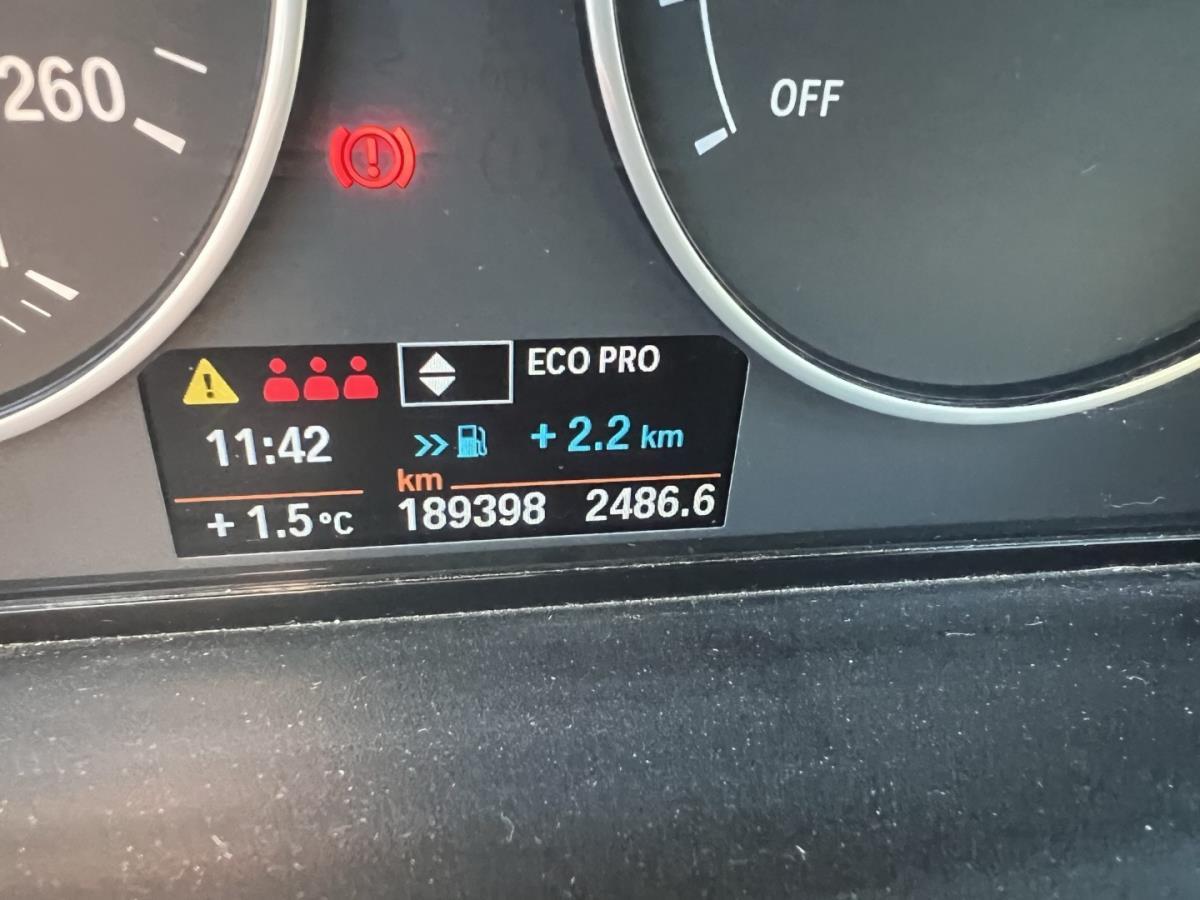 260
OFF
ECO PRO
11:42
+ 2.2 km
km
+ 1.5 °C
189398 2486.6